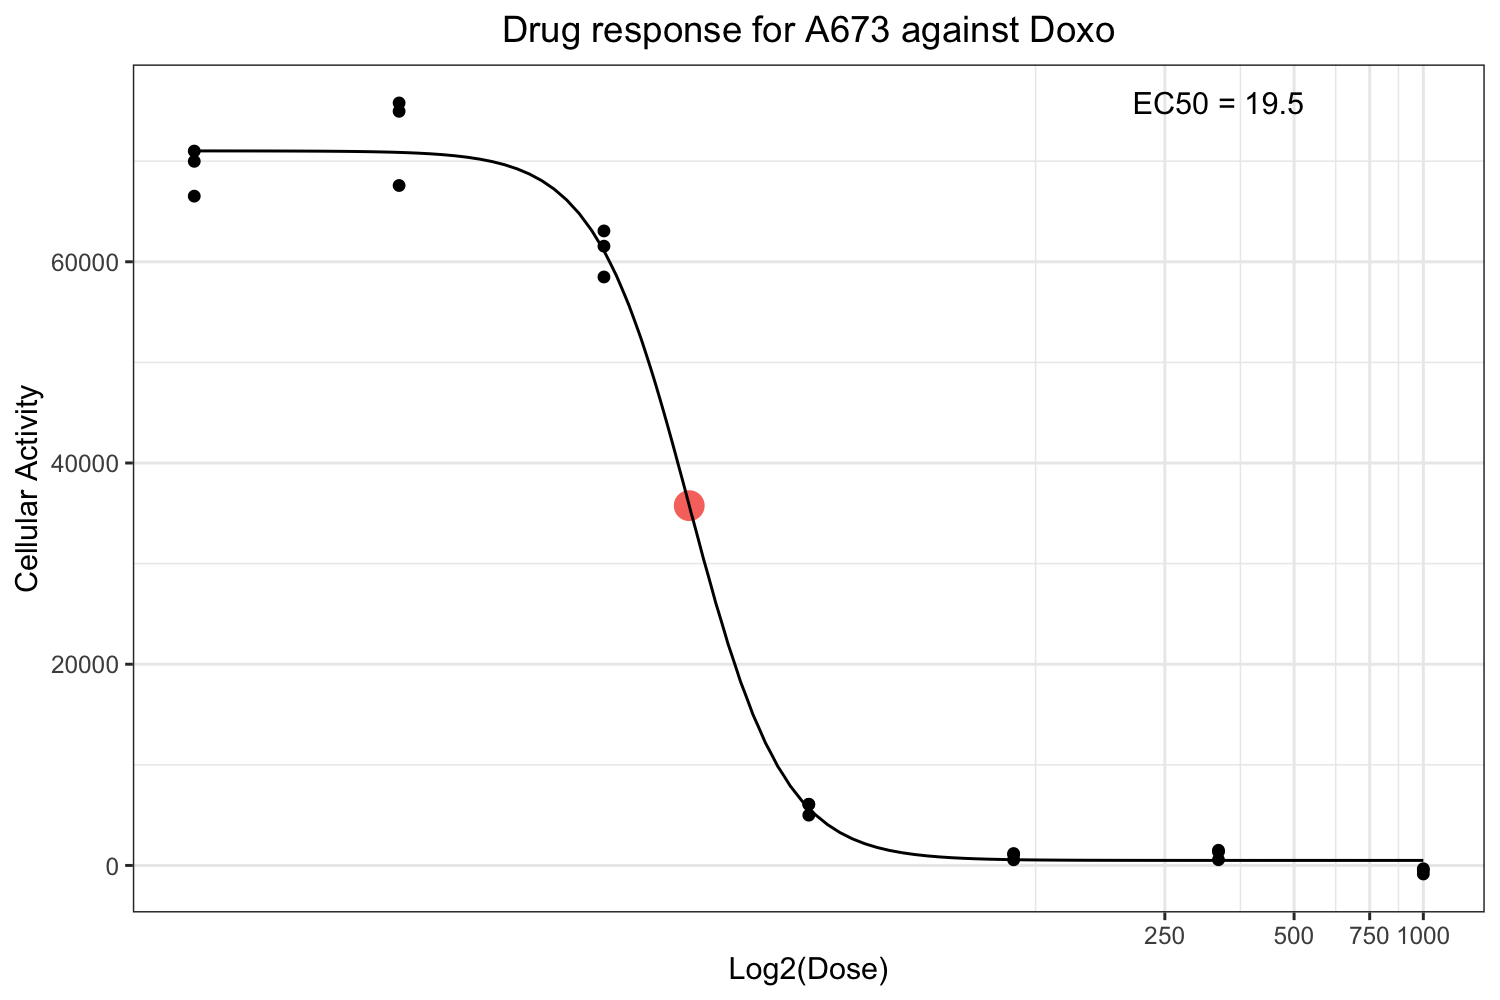 Drug response for A673 against Doxo
EC50 = 19.5
Cellular Activity
60000
40000
20000
0
250 500 750 1000
Log2(Dose)